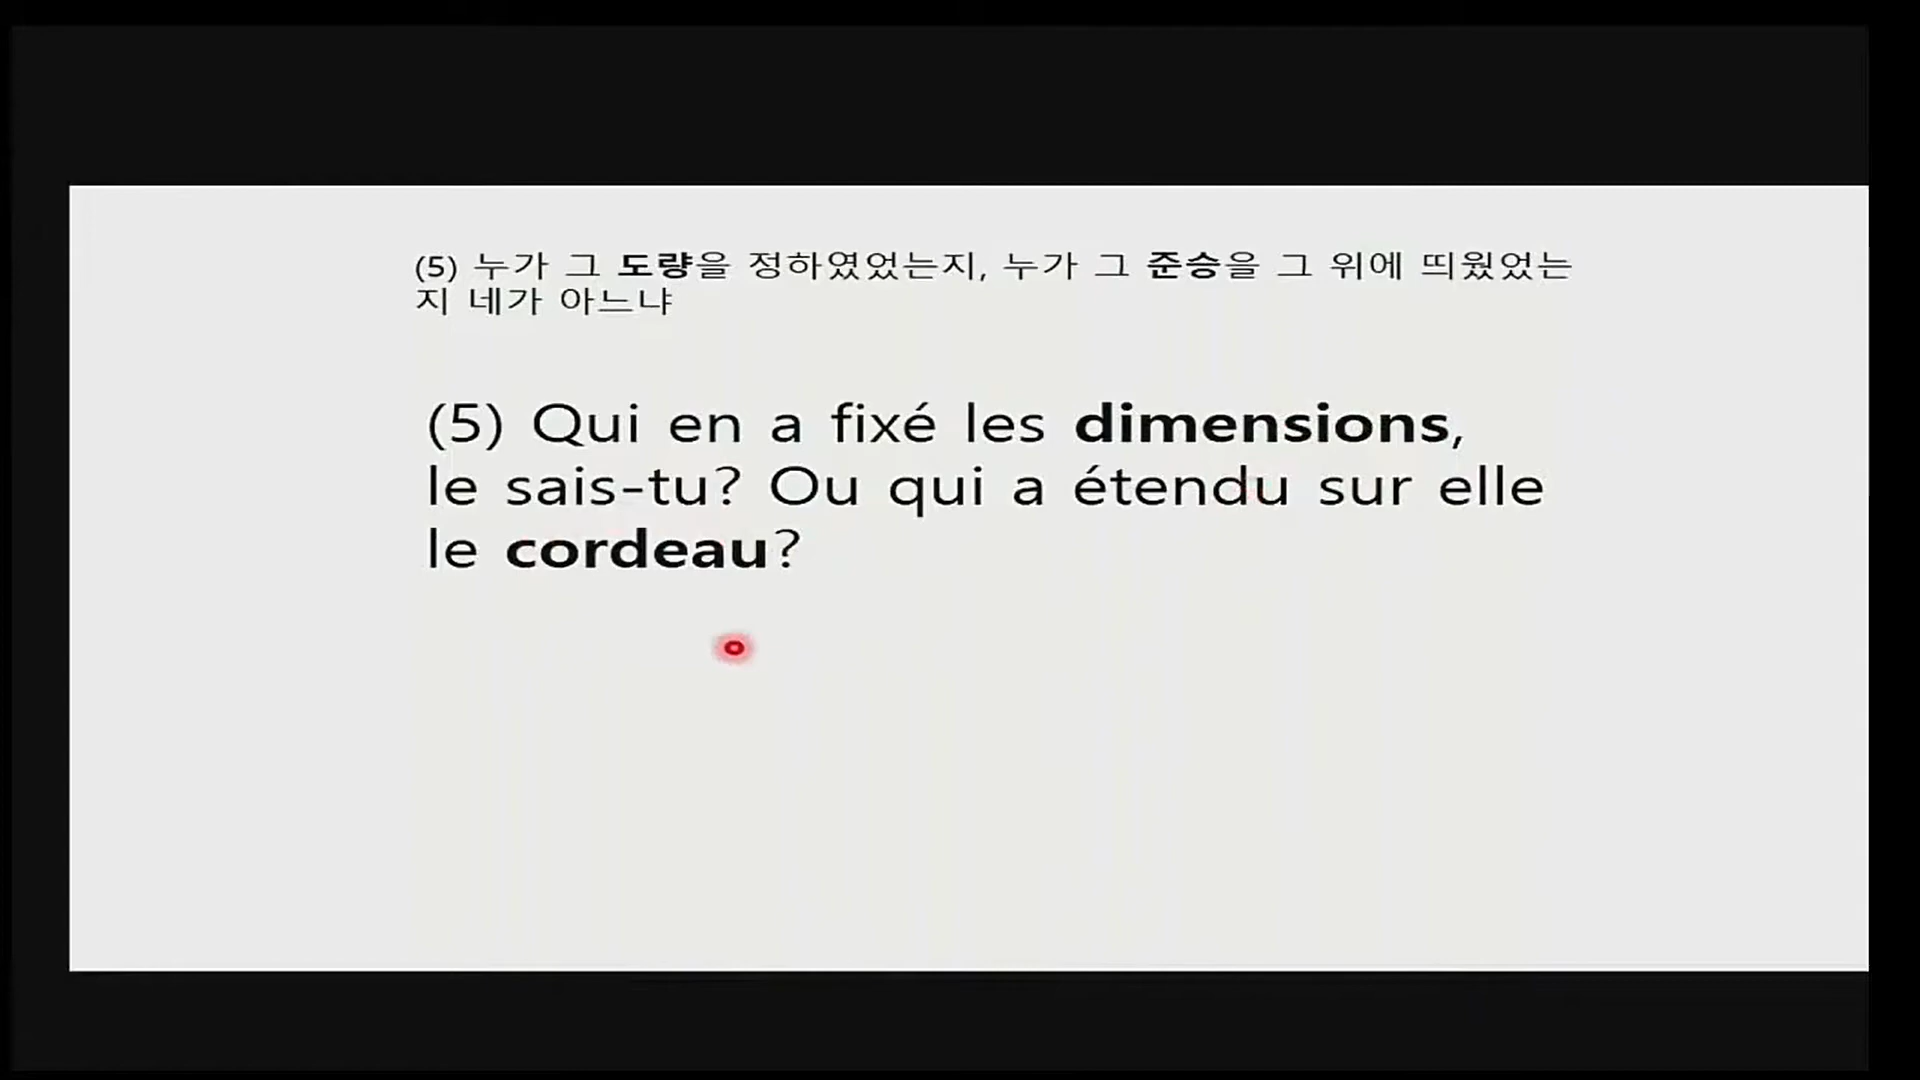 (5) 누가 그 도량을 정하였었는지, 누가 그 준승을 그 위에 띄웠었는
지 네가 아느냐
(5) Qui en a fixé les dimensions,
le sais-tu? Ou qui a étendu sur elle
le cordeau?